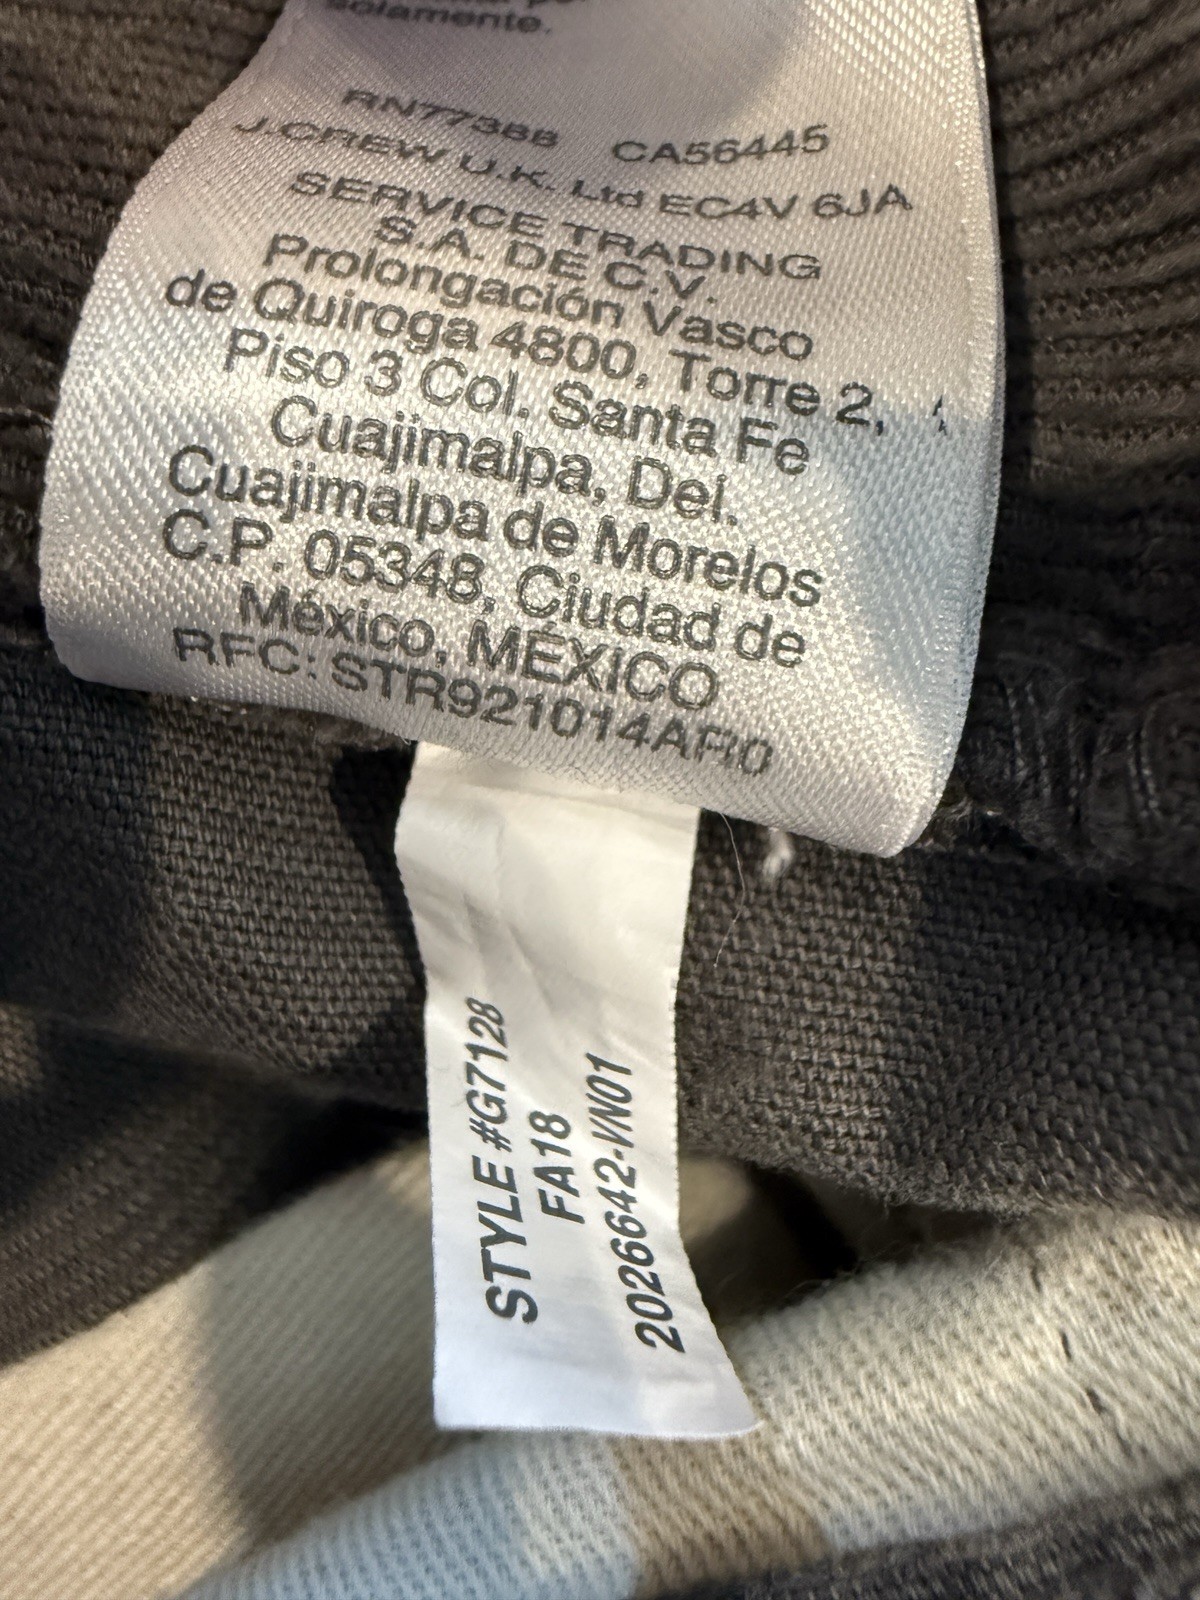 solamente.
RN77388 CA56445
J.CREW U.K. Ltd EC4V 6JA
SERVICE TRADING
S.A. DE C.V.
Prolongación Vasco
de Quiroga 4800, Torre 2,
Piso 3 Col. Santa Fe
Cuajimalpa, Del.
Cuajimalpa de Morelos
C.P. 05348, Ciudad de
México, MÉXICO
RFC: STR921014AR0
STYLE #G7128
FA18
2026642-VN01